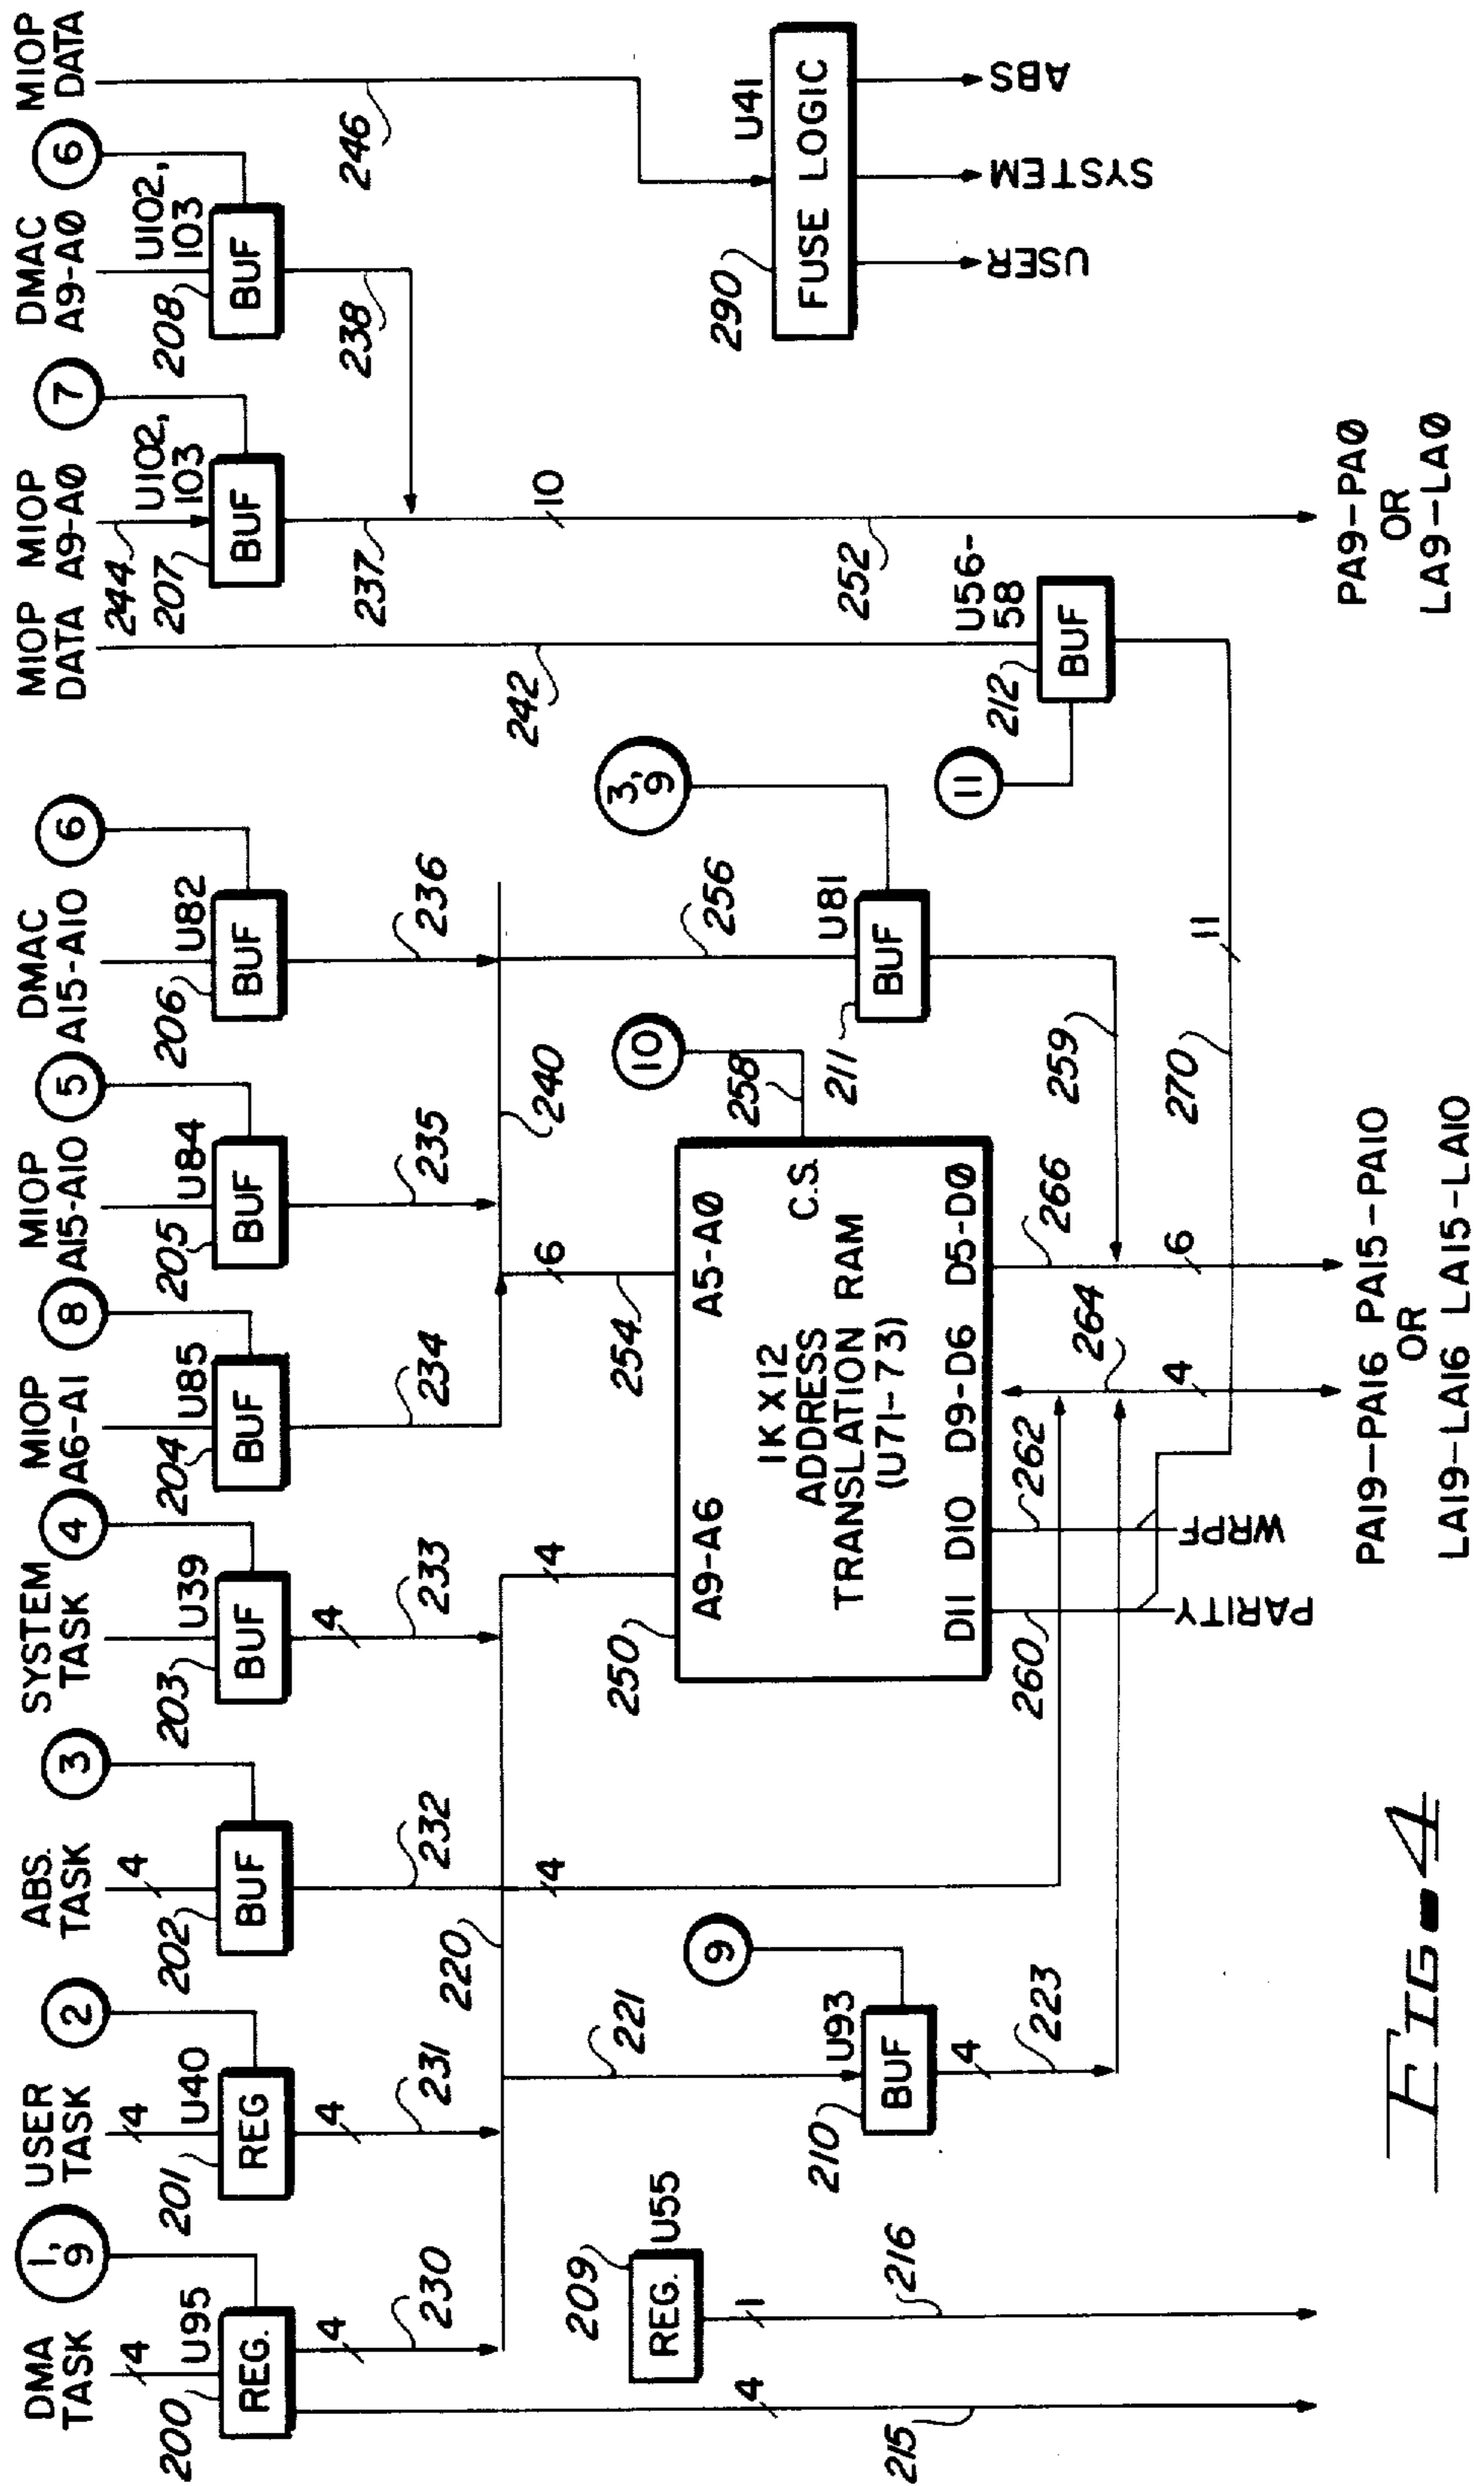 DMA TASK
1, 9
USER TASK
2
ABS. TASK
3
SYSTEM TASK
4
MIOP A6-A1
8
MIOP A15-A10
5
DMAC A15-A10
6
MIOP DATA
MIOP A9-A0
7
DMAC A9-A0
6
MIOP DATA
4
U95
200
REG.
4
230
4
U40
201
REG
4
231
4
202
BUF
232
U39
203
BUF
4
233
U85
204
BUF
234
U84
205
BUF
235
U82
206
BUF
236
244
U102, 103
207
BUF
237
U102, 103
208
BUF
238
246
220
240
242
10
252
209
U55
REG.
1
216
4
215
221
9
U93
210
BUF
4
223
4
4
6
254
250
A9-A6
A5-A0
1K X 12
ADDRESS
TRANSLATION RAM
(U71-73)
C.S.
D11 D10 D9-D6 D5-D0
10
258
256
3, 9
U81
211
BUF
259
11
U56-58
212
BUF
11
270
260
262
264
266
4
6
PARITY
WRPF
290
U41
FUSE LOGIC
USER
SYSTEM
ABS
PA19-PA16 PA15-PA10
OR
LA19-LA16 LA15-LA10
PA9-PA0
OR
LA9-LA0
FIG-4